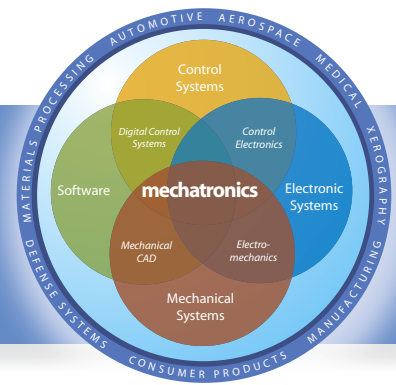 MATERIALS PROCESSING AUTOMOTIVE AEROSPACE MEDICAL XEROGRAPHY
Control
Systems
Digital Control
Systems
Control
Electronics
Software
mechatronics
Electronic
Systems
Mechanical
CAD
Electro-
mechanics
Mechanical
Systems
DEFENSE SYSTEMS CONSUMER PRODUCTS MANUFACTURING